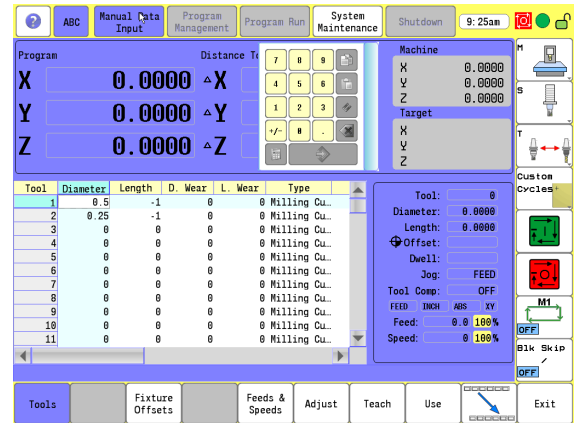 ?
ABC
Manual Data
Input
Program
Management
Program Run
System
Maintenance
Shutdown
9:25am
Program
Distance To
X 0.0000
Y 0.0000
Z 0.0000
△X
△Y
△Z
7 8 9
4 5 6
1 2 3
+/- 0 .
Machine
X 0.0000
Y 0.0000
Z 0.0000
Target
X
Y
Z
Tool Diameter Length D. Wear L. Wear Type
1 0.5 -1 0 0 Milling Cu…
2 0.25 -1 0 0 Milling Cu…
3 0 0 0 0 Milling Cu…
4 0 0 0 0 Milling Cu…
5 0 0 0 0 Milling Cu…
6 0 0 0 0 Milling Cu…
7 0 0 0 0 Milling Cu…
8 0 0 0 0 Milling Cu…
9 0 0 0 0 Milling Cu…
10 0 0 0 0 Milling Cu…
11 0 0 0 0 Milling Cu…
Tool: 0
Diameter: 0.0000
Length: 0.0000
Offset:
Dwell:
Jog: FEED
Tool Comp: OFF
FEED INCH ABS XY
Feed: 0.0 100%
Speed: 0 100%
M
S
T
Custom
Cycles+
M1
OFF
Blk Skip
/
OFF
Tools
Fixture
Offsets
Feeds &
Speeds
Adjust
Teach
Use
Exit